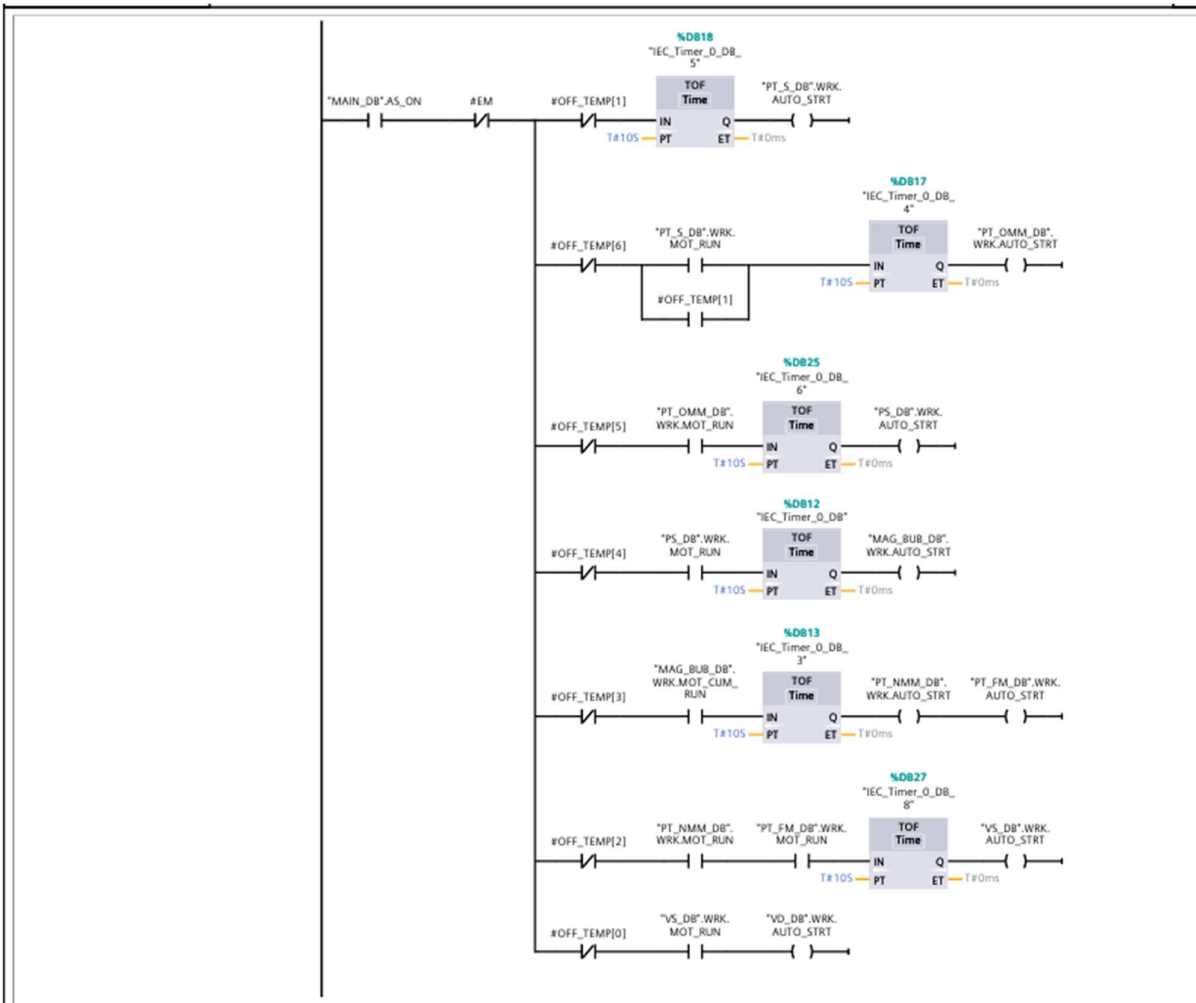 %DB18
"IEC_Timer_0_DB_
5"
TOF
Time
"MAIN_DB".AS_ON
#EM
#OFF_TEMP[1]
"PT_S_DB".WRK.
AUTO_STRT
IN
Q
T#10S
PT
ET
T#0ms
%DB17
"IEC_Timer_0_DB_
4"
TOF
Time
#OFF_TEMP[6]
"PT_S_DB".WRK.
MOT_RUN
"PT_OMM_DB".
WRK.AUTO_STRT
IN
Q
T#10S
PT
ET
T#0ms
#OFF_TEMP[1]
%DB25
"IEC_Timer_0_DB_
6"
TOF
Time
#OFF_TEMP[5]
"PT_OMM_DB".
WRK.MOT_RUN
"PS_DB".WRK.
AUTO_STRT
IN
Q
T#10S
PT
ET
T#0ms
%DB12
"IEC_Timer_0_DB"
TOF
Time
#OFF_TEMP[4]
"PS_DB".WRK.
MOT_RUN
"MAG_BUB_DB".
WRK.AUTO_STRT
IN
Q
T#10S
PT
ET
T#0ms
%DB13
"IEC_Timer_0_DB_
3"
TOF
Time
#OFF_TEMP[3]
"MAG_BUB_DB".
WRK.MOT_CUM_
RUN
"PT_NMM_DB".
WRK.AUTO_STRT
"PT_FM_DB".WRK.
AUTO_STRT
IN
Q
T#10S
PT
ET
T#0ms
%DB27
"IEC_Timer_0_DB_
8"
TOF
Time
#OFF_TEMP[2]
"PT_NMM_DB".
WRK.MOT_RUN
"PT_FM_DB".WRK.
MOT_RUN
"VS_DB".WRK.
AUTO_STRT
IN
Q
T#10S
PT
ET
T#0ms
#OFF_TEMP[0]
"VS_DB".WRK.
MOT_RUN
"VD_DB".WRK.
AUTO_STRT